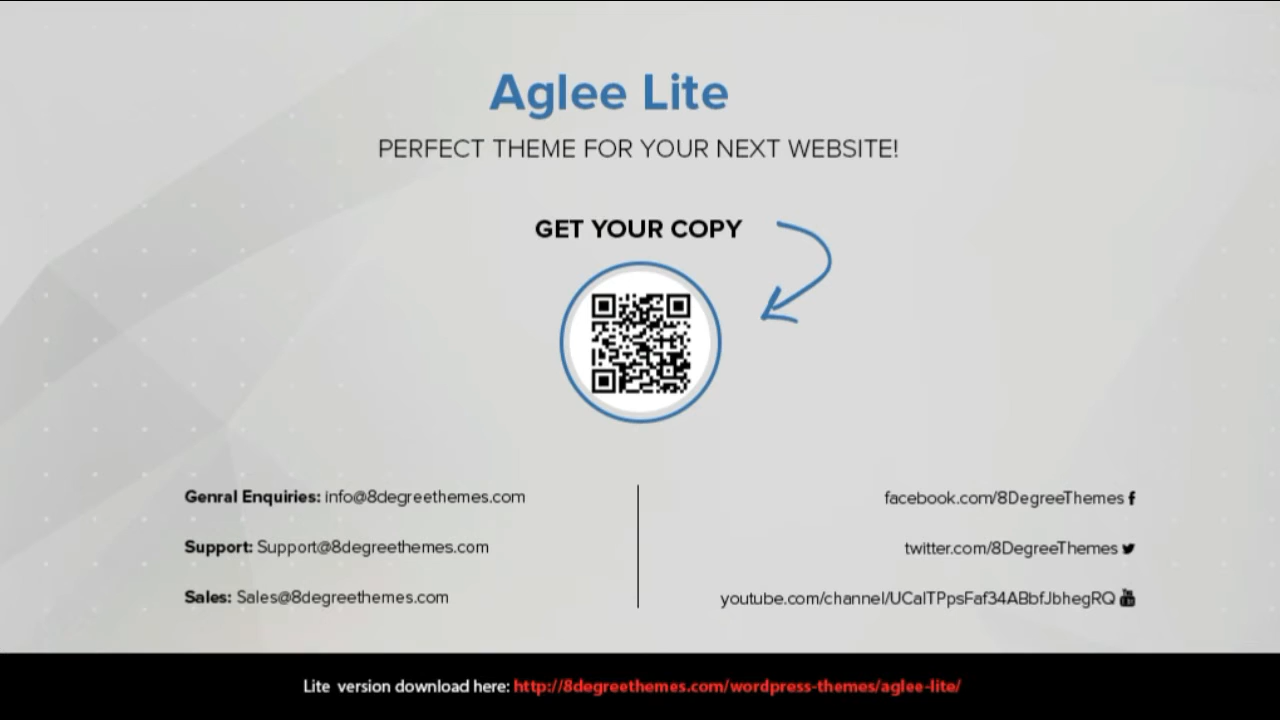 Aglee Lite
PERFECT THEME FOR YOUR NEXT WEBSITE!
GET YOUR COPY
Genral Enquiries: info@8degreethemes.com
Support: Support@8degreethemes.com
Sales: Sales@8degreethemes.com
facebook.com/8DegreeThemes
twitter.com/8DegreeThemes
youtube.com/channel/UCaITPpsFaf34ABbfJbhegRQ
Lite version download here: http://8degreethemes.com/wordpress-themes/aglee-lite/